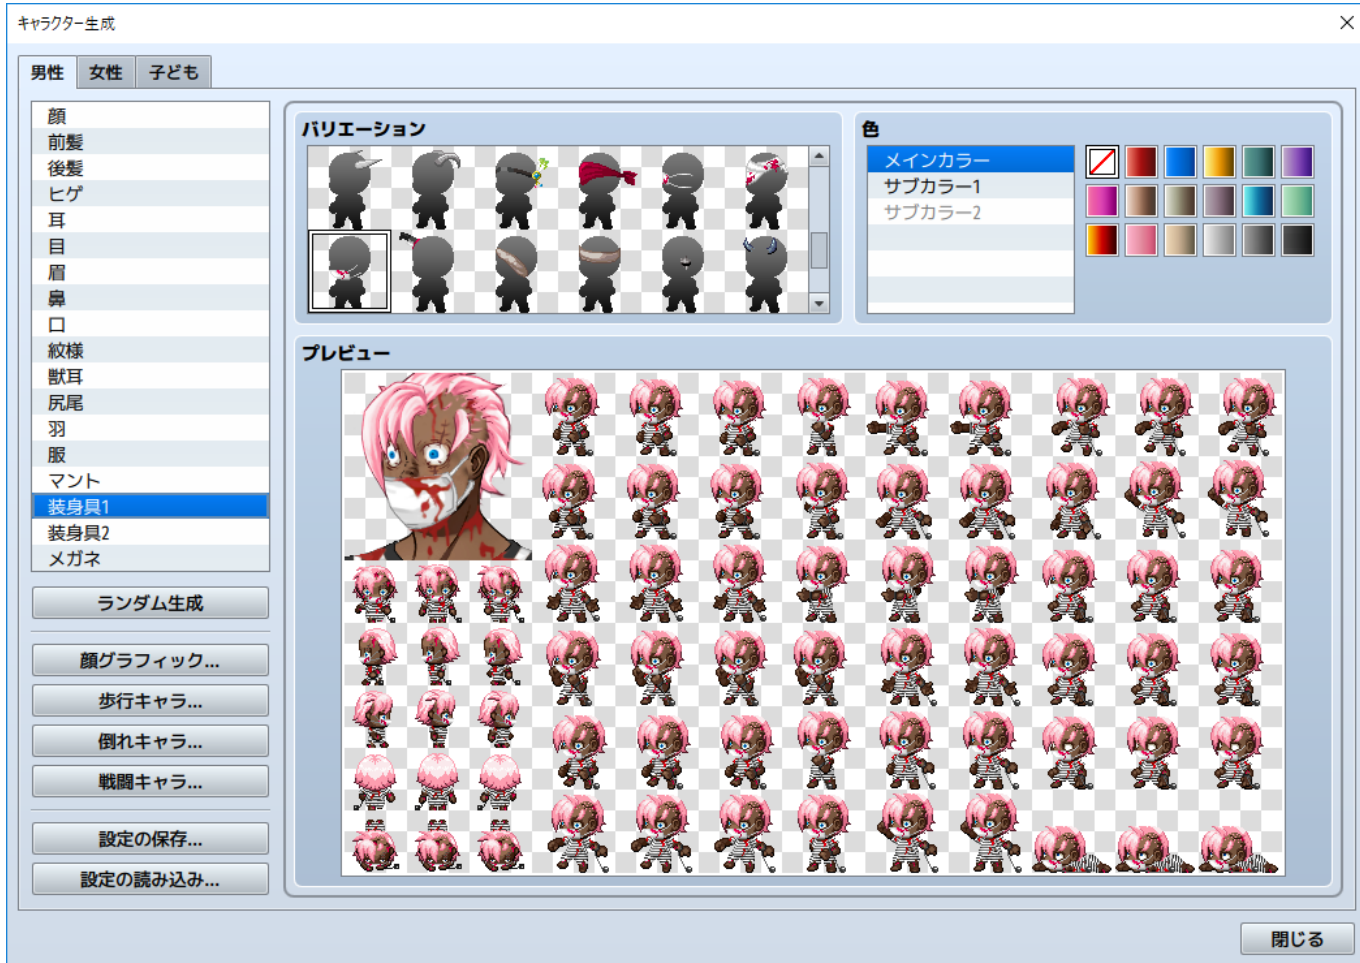 キャラクター生成
男性
女性
子ども
顔
前髪
後髪
ヒゲ
耳
目
眉
鼻
口
紋様
獣耳
尻尾
羽
服
マント
装身具1
装身具2
メガネ
ランダム生成
顔グラフィック...
歩行キャラ...
倒れキャラ...
戦闘キャラ...
設定の保存...
設定の読み込み...
バリエーション
色
メインカラー
サブカラー1
サブカラー2
プレビュー
閉じる